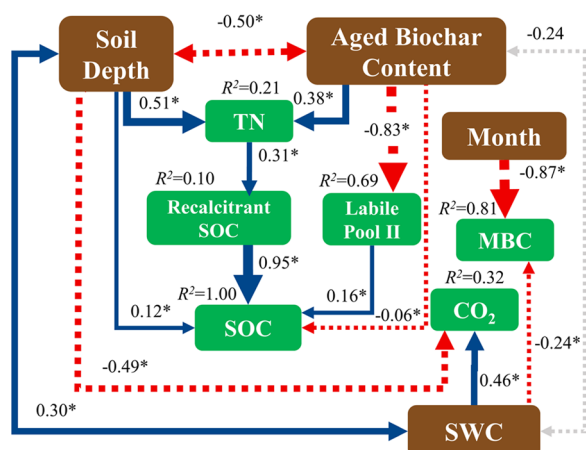 -0.50*
-0.24
Soil
Depth
Aged Biochar
Content
R²=0.21
0.51*
0.38*
TN
-0.83*
Month
0.31*
-0.87*
R²=0.10
R²=0.69
R²=0.81
Recalcitrant
SOC
Labile
Pool II
MBC
0.95*
R²=0.32
R²=1.00
0.16*
CO₂
0.12*
SOC
-0.06*
-0.24*
-0.49*
0.46*
0.30*
SWC